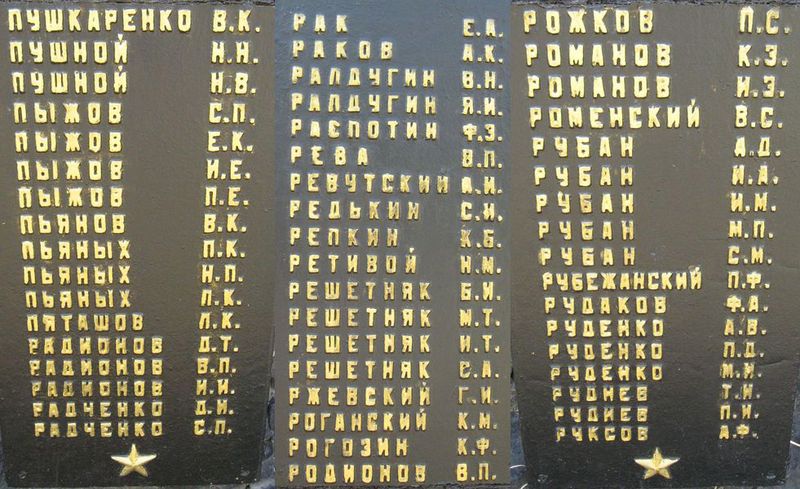 ПУШКАРЕНКО В.К.
ПУШНОЙ Н.Н.
ПУШНОЙ Н.В.
ПЫЖОВ С.П.
ПЫЖОВ Е.К.
ПЫЖОВ И.Е.
ПЫЖОВ П.Е.
ПЬЯНОВ В.К.
ПЬЯНЫХ П.К.
ПЬЯНЫХ Н.П.
ПЬЯНЫХ П.К.
ПЯТАШОВ Л.К.
РАДИОНОВ Д.Т.
РАДИОНОВ В.П.
РАДИОНОВ И.И.
РАДЧЕНКО Д.И.
РАДЧЕНКО С.П.
РАК Е.А.
РАКОВ А.К.
РАЛДУГИН В.Н.
РАЛДУГИН Я.И.
РАСПОТИН Ф.Э.
РЕВА В.П.
РЕВУТСКИЙ А.И.
РЕДЬКИН С.И.
РЕПКИН К.Б.
РЕТИВОЙ Н.М.
РЕШЕТНЯК Б.И.
РЕШЕТНЯК М.Т.
РЕШЕТНЯК И.Т.
РЕШЕТНЯК С.А.
РЖЕВСКИЙ Г.И.
РОГАНСКИЙ К.М.
РОГОЗИН К.Ф.
РОДИОНОВ В.П.
РОЖКОВ П.С.
РОМАНОВ К.Э.
РОМАНОВ И.Э.
РОМЕНСКИЙ В.С.
РУБАН А.Д.
РУБАН И.А.
РУБАН И.М.
РУБАН М.П.
РУБАН С.М.
РУБЕЖАНСКИЙ П.Ф.
РУДАКОВ Ф.А.
РУДЕНКО А.В.
РУДЕНКО П.Д.
РУДЕНКО М.И.
РУДНЕВ Т.И.
РУДНЕВ П.И.
РУКСОВ А.Ф.